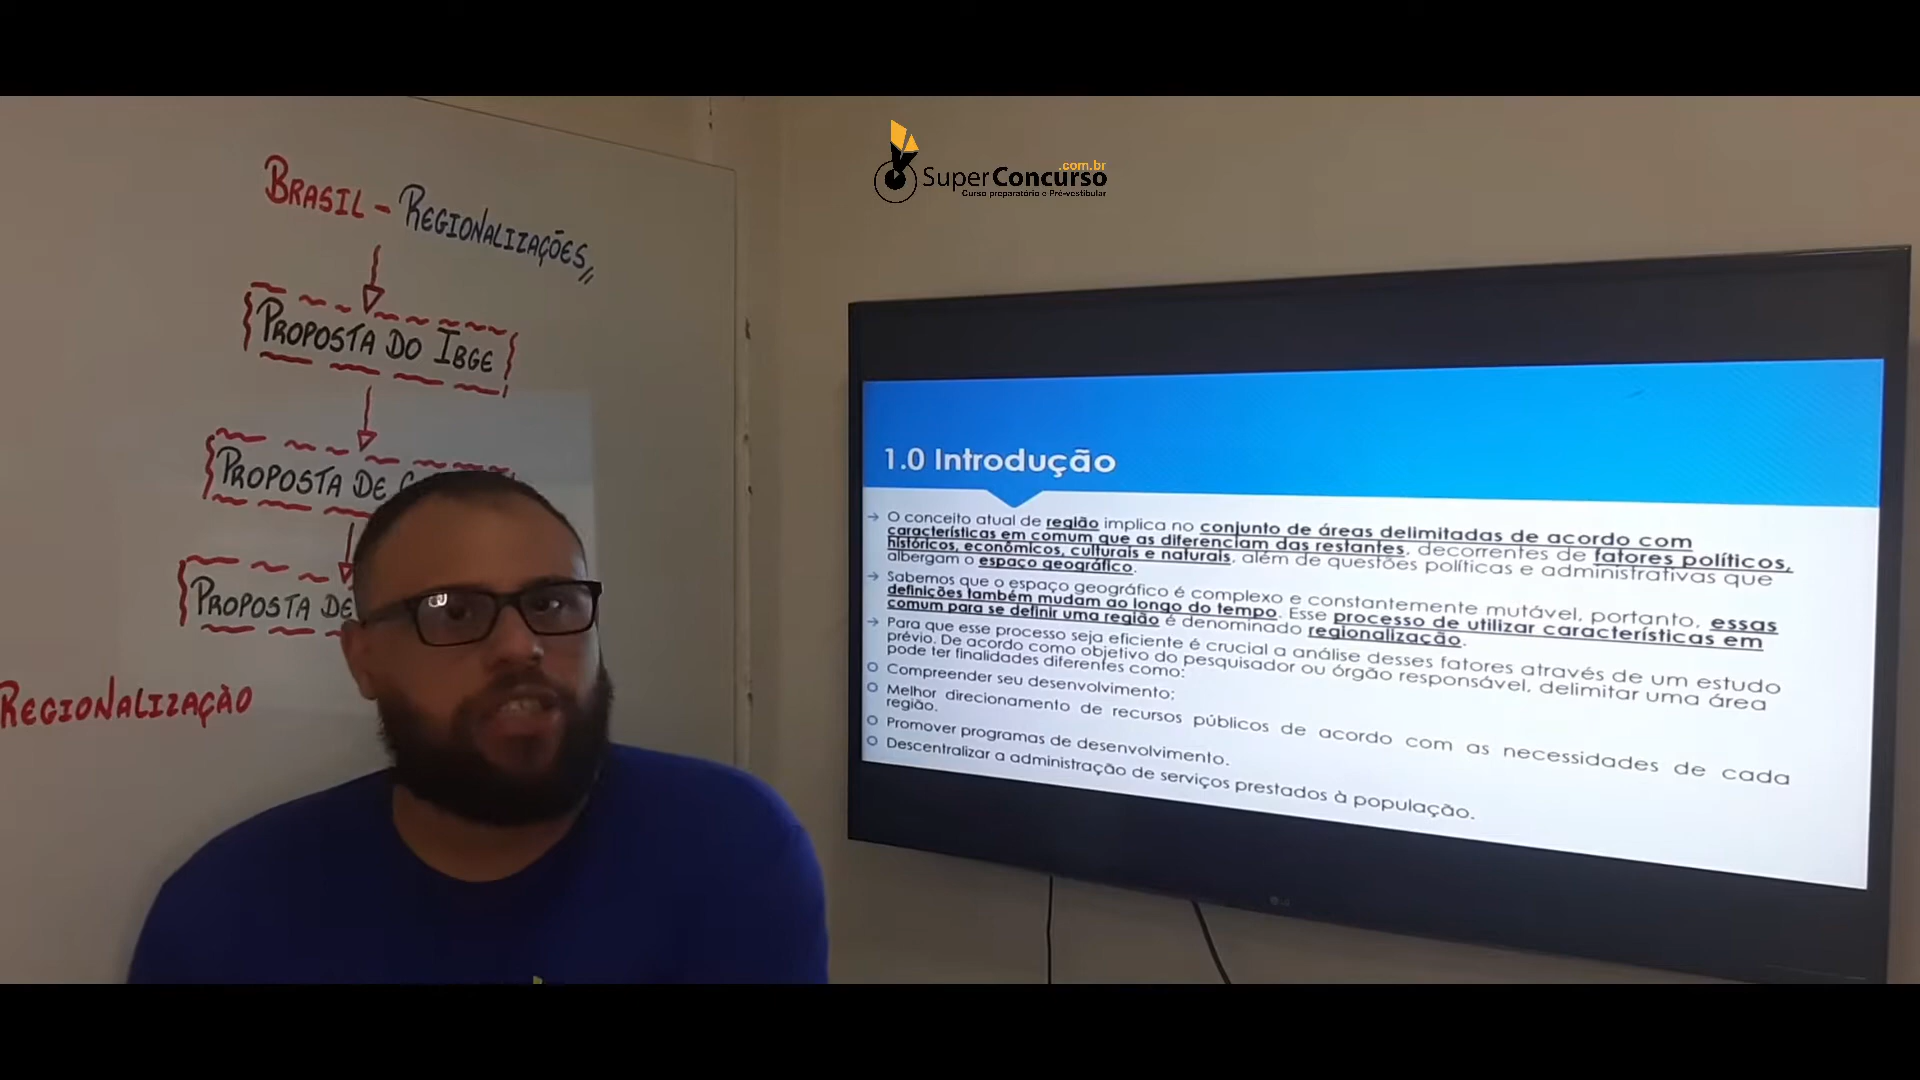 BRASIL - REGIONALIZAÇÕES
PROPOSTA DO IBGE
PROPOSTA DE
PROPOSTA DE
REGIONALIZAÇÃO
.com.br
SuperConcurso
Curso preparatório e Pré-vestibular
1.0 Introdução
O conceito atual de região implica no conjunto de áreas delimitadas de acordo com
características em comum que as diferenciam das restantes, decorrentes de fatores políticos,
históricos, econômicos, culturais e naturais, além de questões políticas e administrativas que
albergam o espaço geográfico.
Sabemos que o espaço geográfico é complexo e constantemente mutável, portanto, essas
definições também mudam ao longo do tempo. Esse processo de utilizar características em
comum para se definir uma região é denominado regionalização.
Para que esse processo seja eficiente é crucial a análise desses fatores através de um estudo
prévio. De acordo como objetivo do pesquisador ou órgão responsável, delimitar uma área
pode ter finalidades diferentes como:
Compreender seu desenvolvimento;
Melhor direcionamento de recursos públicos de acordo com as necessidades de cada
região.
Promover programas de desenvolvimento.
Descentralizar a administração de serviços prestados à população.
LG